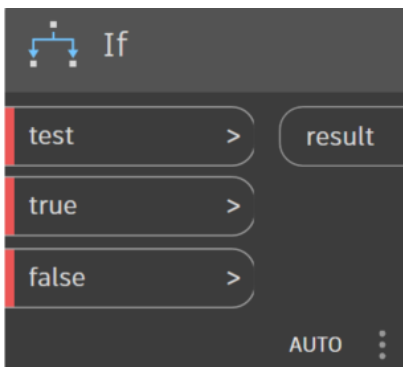 If
test >
result
true >
false >
AUTO